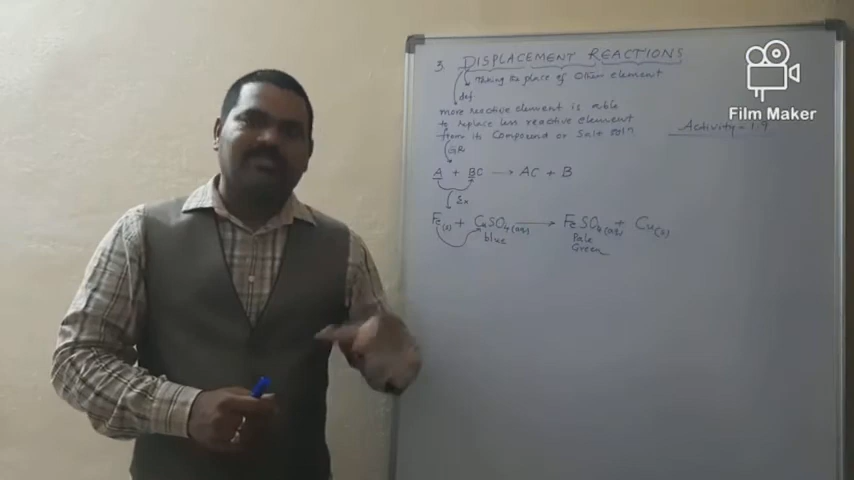 3. DISPLACEMENT REACTIONS
Taking the place of Other element
def
more reactive element is able
to replace less reactive element
from its Compound or Salt solⁿ
GR
A + BC → AC + B
Ex
Fe(s) + CuSO₄(aq) → FeSO₄(aq) + Cu(s)
blue Pale
Green
Activity - 1.9
Film Maker